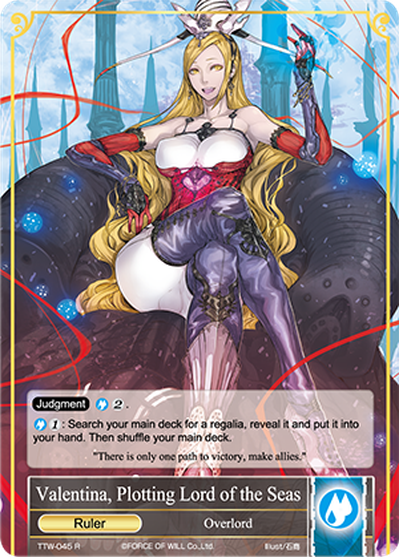 Judgment 2 .
1 : Search your main deck for a regalia, reveal it and put it into
your hand. Then shuffle your main deck.
"There is only one path to victory, make allies."
Valentina, Plotting Lord of the Seas
Ruler
Overlord
TTW-045 R
©FORCE OF WILL Co.,Ltd.
Illust/石商